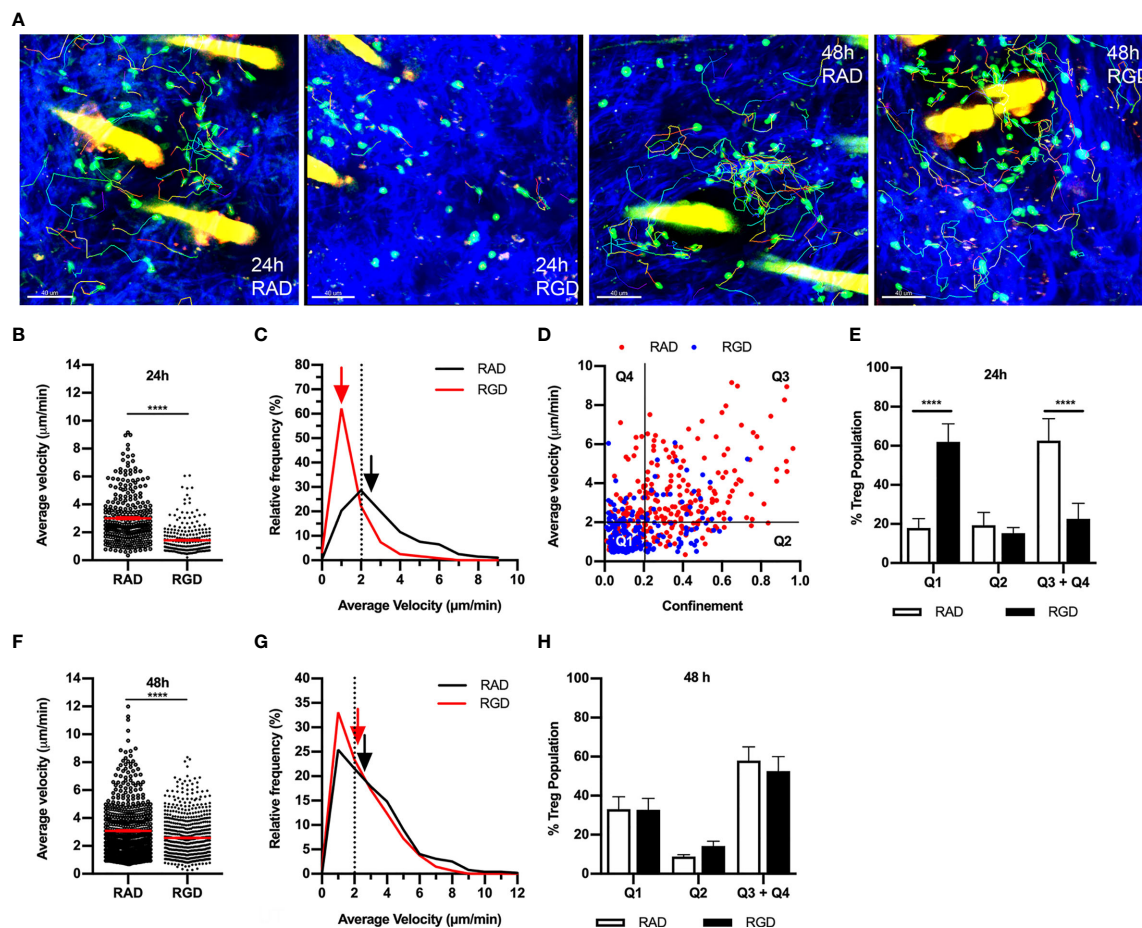 A
24h
RAD
40 um
24h
RGD
40 um
48h
RAD
40 um
48h
RGD
40 um
B
24h
****
Average velocity (µm/min)
14
12
10
8
6
4
2
0
RAD
RGD
C
Relative frequency (%)
80
70
60
50
40
30
20
10
0
RAD
RGD
0
2
4
6
8
10
Average Velocity (µm/min)
D
RAD
RGD
Average velocity (µm/min)
10
8
6
4
2
0
Q4
Q3
Q1
Q2
0.0
0.2
0.4
0.6
0.8
1.0
Confinement
E
24h
****
****
% Treg Population
100
80
60
40
20
0
Q1
Q2
Q3 + Q4
RAD
RGD
F
48h
****
Average velocity (µm/min)
14
12
10
8
6
4
2
0
RAD
RGD
G
Relative frequency (%)
40
35
30
25
20
15
10
5
0
RAD
RGD
0
2
4
6
8
10
12
Average Velocity (µm/min)
H
48 h
% Treg Population
100
80
60
40
20
0
Q1
Q2
Q3 + Q4
RAD
RGD